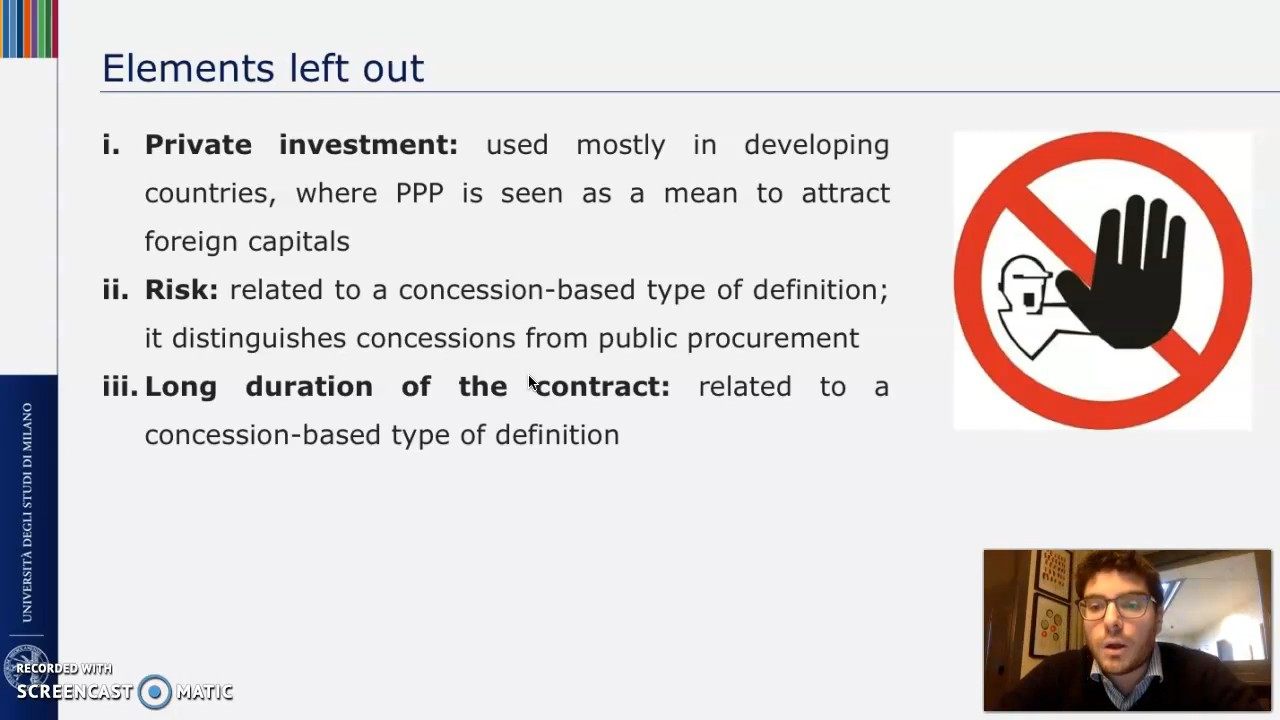 Elements left out
i. Private investment: used mostly in developing
countries, where PPP is seen as a mean to attract
foreign capitals
ii. Risk: related to a concession-based type of definition;
it distinguishes concessions from public procurement
iii. Long duration of the contract: related to a
concession-based type of definition
UNIVERSITÀ DEGLI STUDI DI MILANO
RECORDED WITH
SCREENCAST MATIC